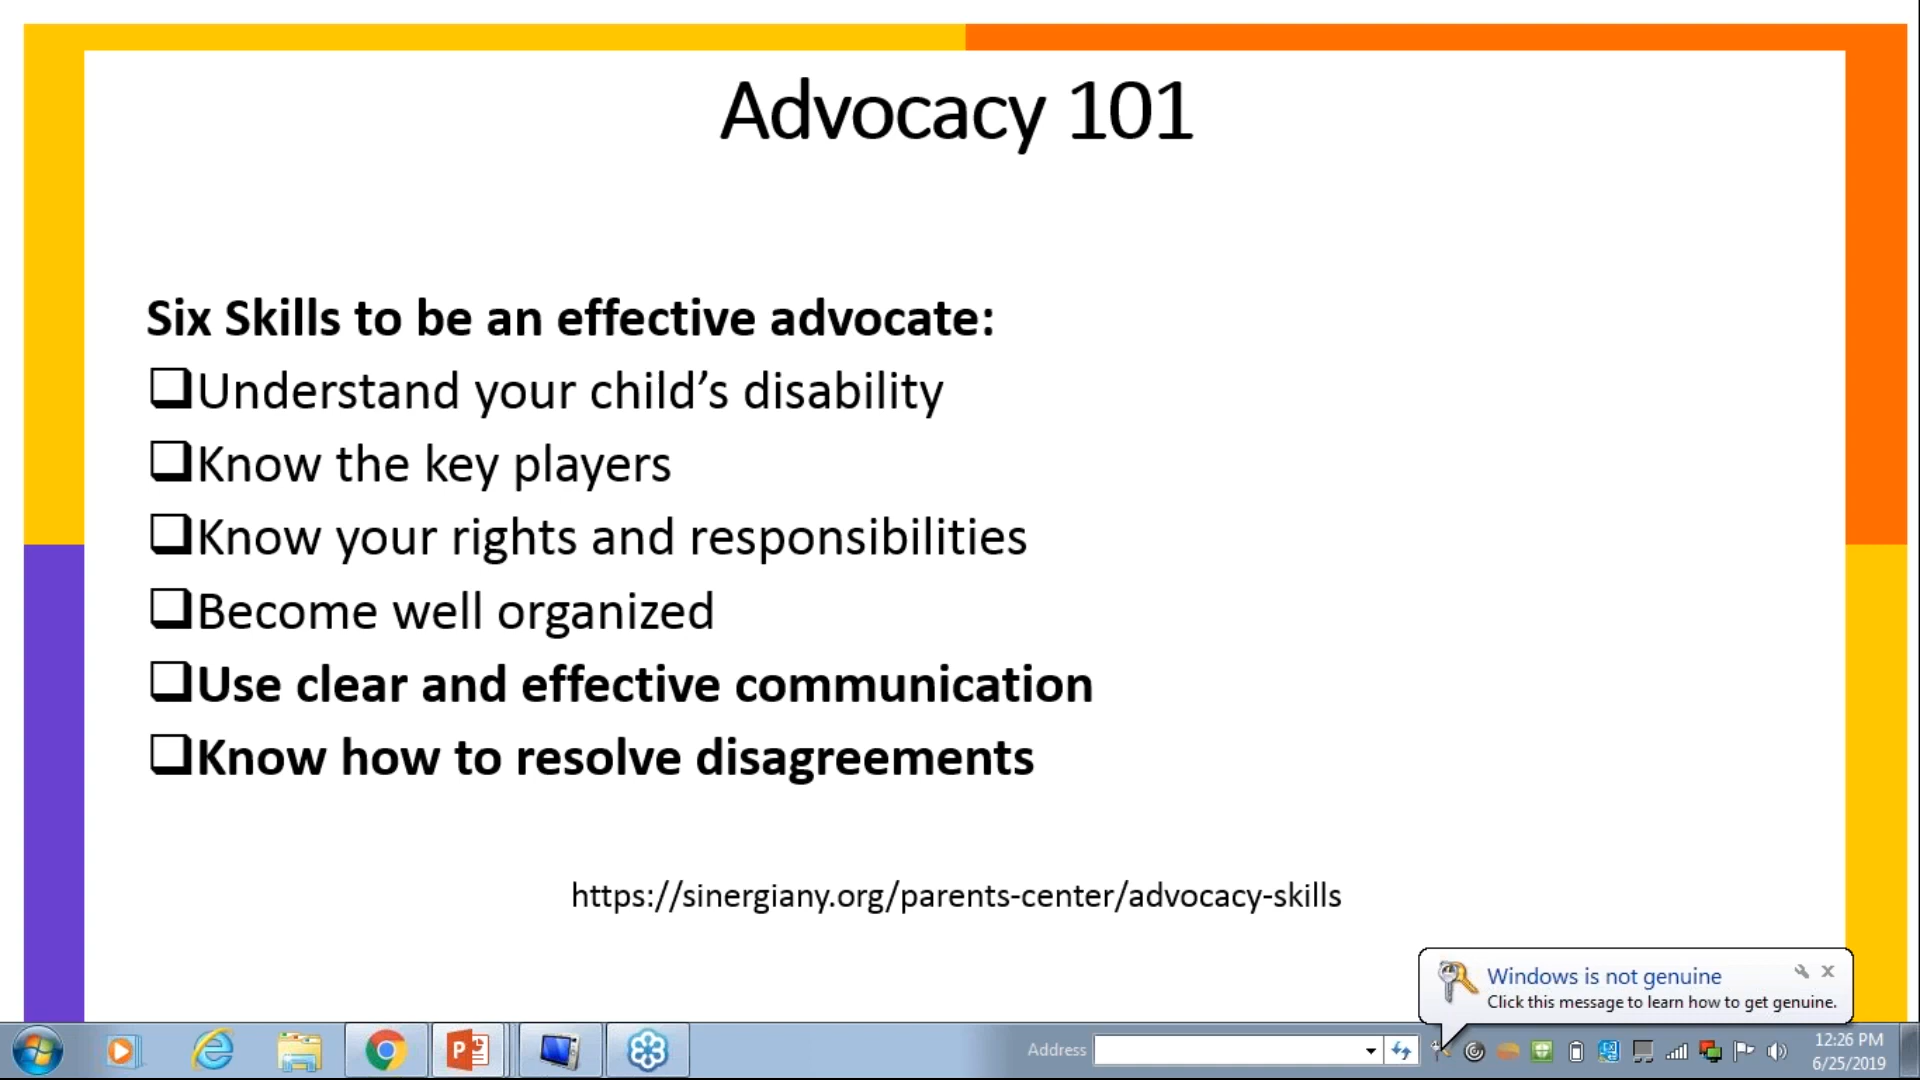 Advocacy 101
Six Skills to be an effective advocate:
❑Understand your child’s disability
❑Know the key players
❑Know your rights and responsibilities
❑Become well organized
❑Use clear and effective communication
❑Know how to resolve disagreements
https://sinergiany.org/parents-center/advocacy-skills
Windows is not genuine
Click this message to learn how to get genuine.
Address
12:26 PM
6/25/2019